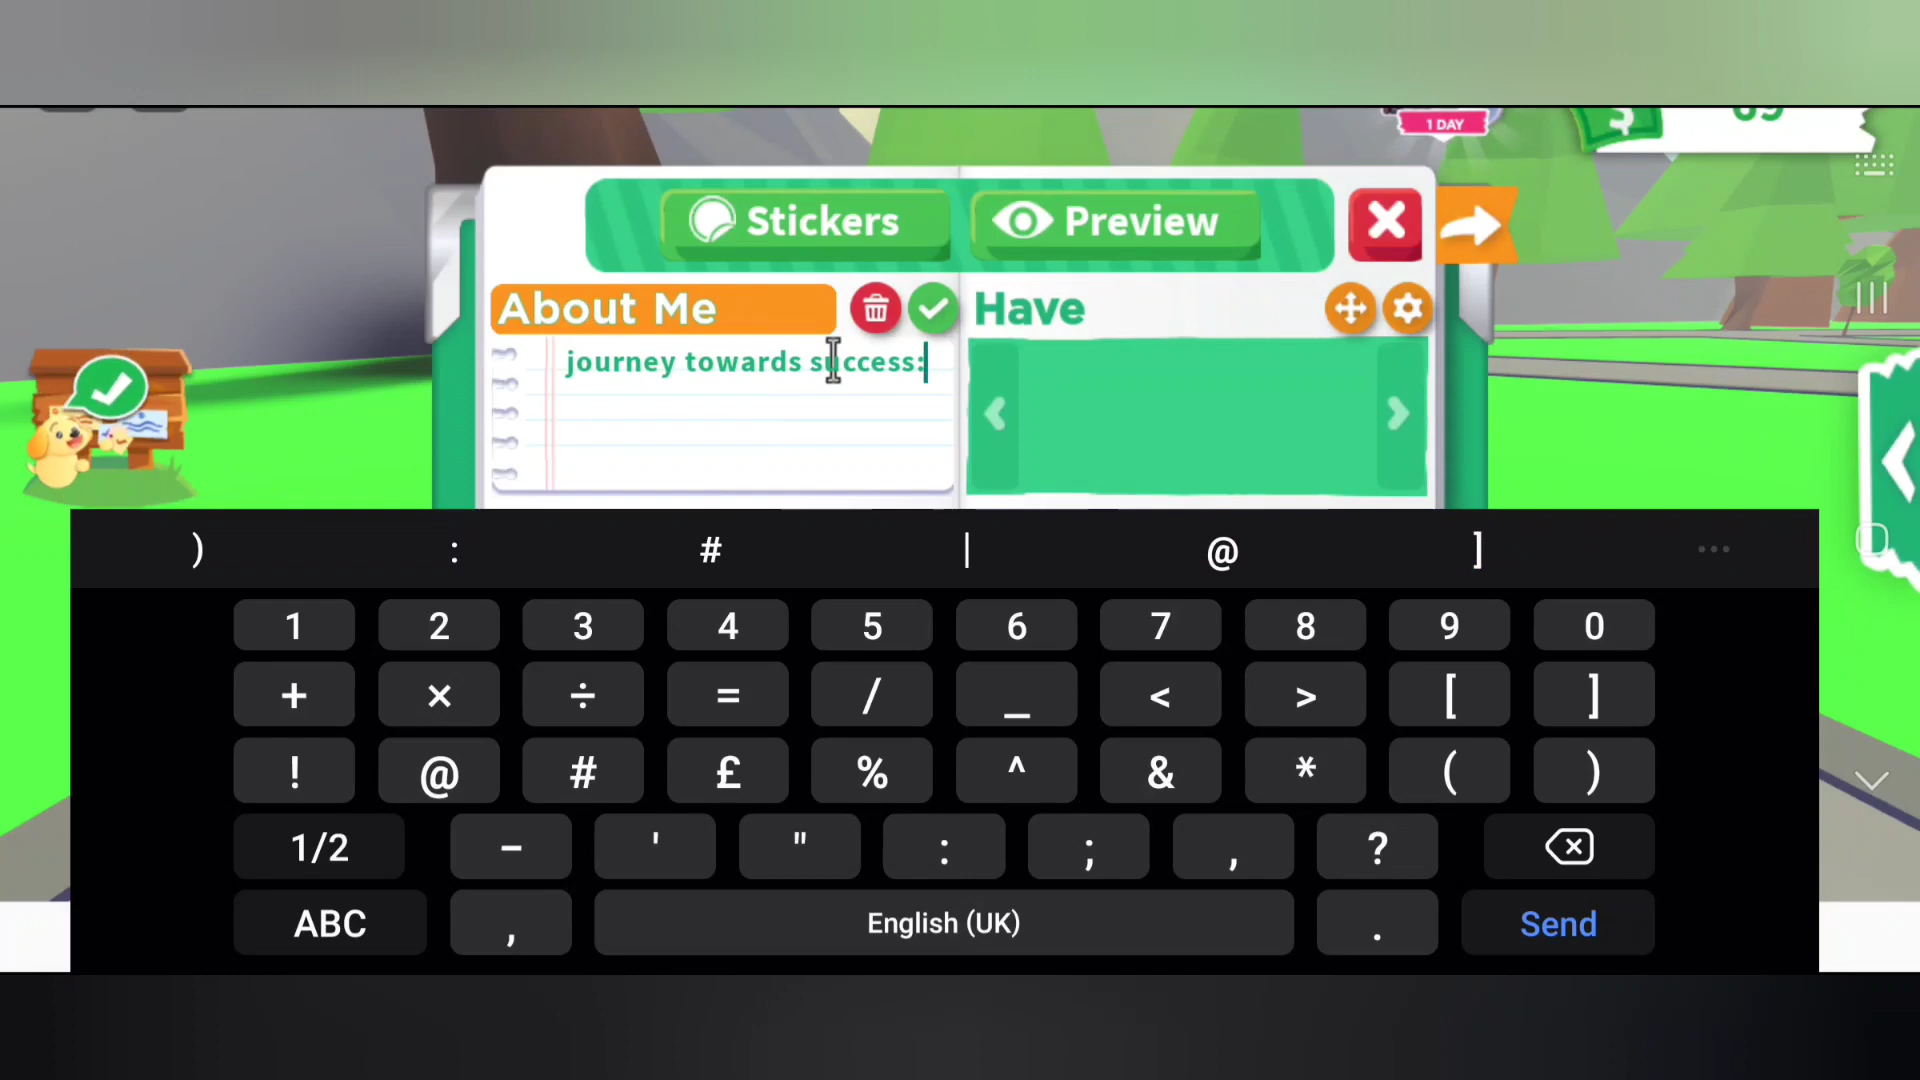 1 DAY
Stickers
Preview
About Me
Have
journey towards success:
) : # | @ ] ...
1 2 3 4 5 6 7 8 9 0
+ × ÷ = / _ < > [ ]
! @ # £ % ^ & * ( )
1/2 - ' " : ; , ?
ABC , English (UK) . Send